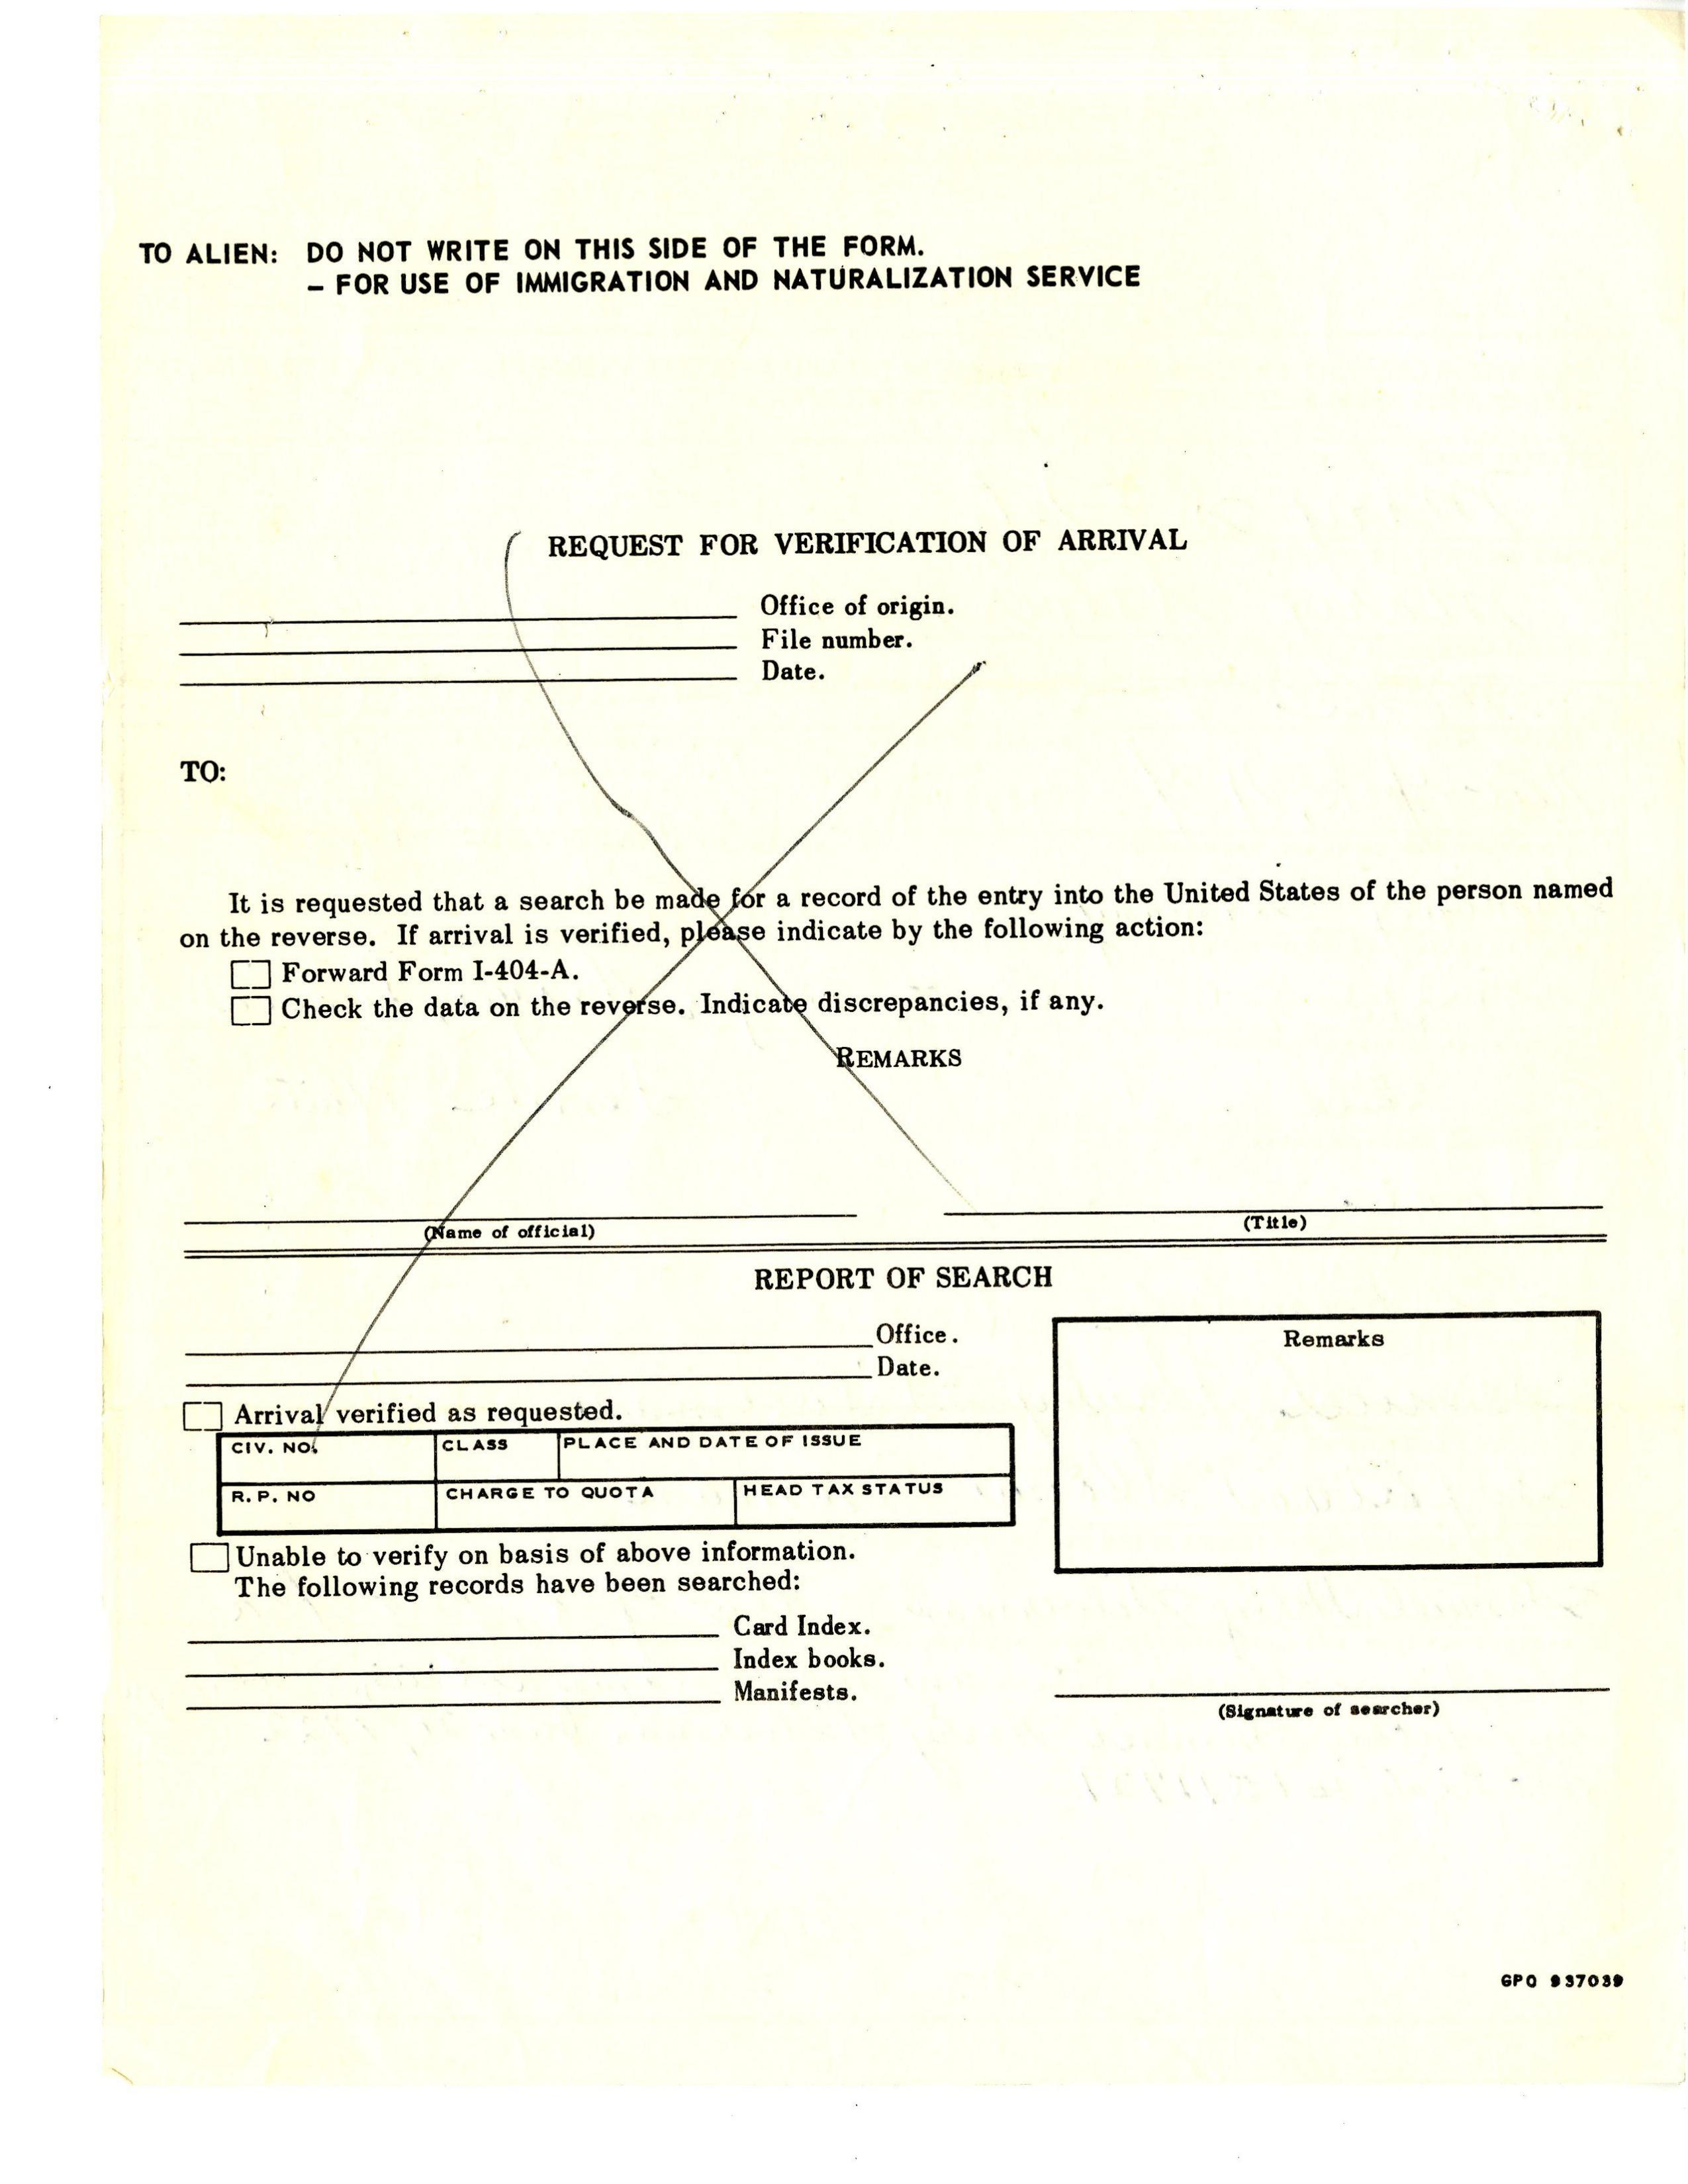 TO ALIEN: DO NOT WRITE ON THIS SIDE OF THE FORM.
– FOR USE OF IMMIGRATION AND NATURALIZATION SERVICE
REQUEST FOR VERIFICATION OF ARRIVAL
Office of origin.
File number.
Date.
TO:
It is requested that a search be made for a record of the entry into the United States of the person named
on the reverse. If arrival is verified, please indicate by the following action:
Forward Form I-404-A.
Check the data on the reverse. Indicate discrepancies, if any.
REMARKS
(Name of official) (Title)
REPORT OF SEARCH
Office.
Date.
Remarks
Arrival verified as requested.
CIV. NO. CLASS PLACE AND DATE OF ISSUE
R. P. NO CHARGE TO QUOTA HEAD TAX STATUS
Unable to verify on basis of above information.
The following records have been searched:
Card Index.
Index books.
Manifests.
(Signature of searcher)
GPO 937039